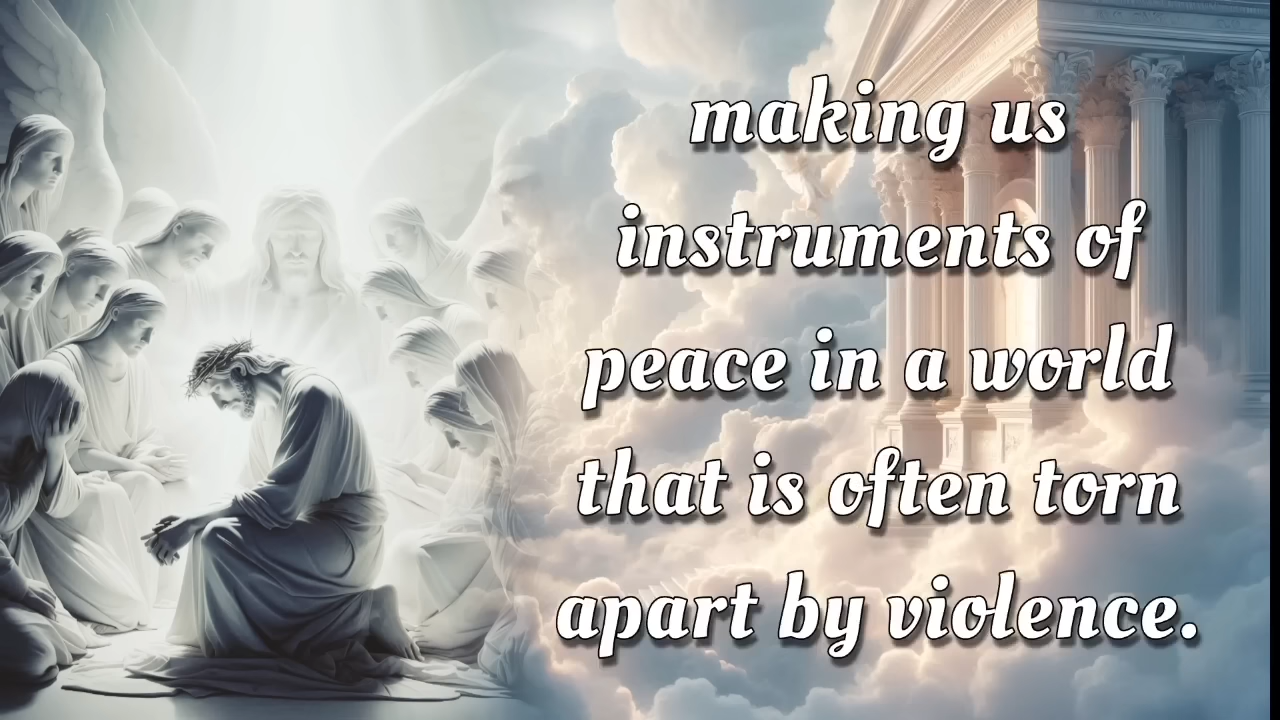 making us
instruments of
peace in a world
that is often torn
apart by violence.